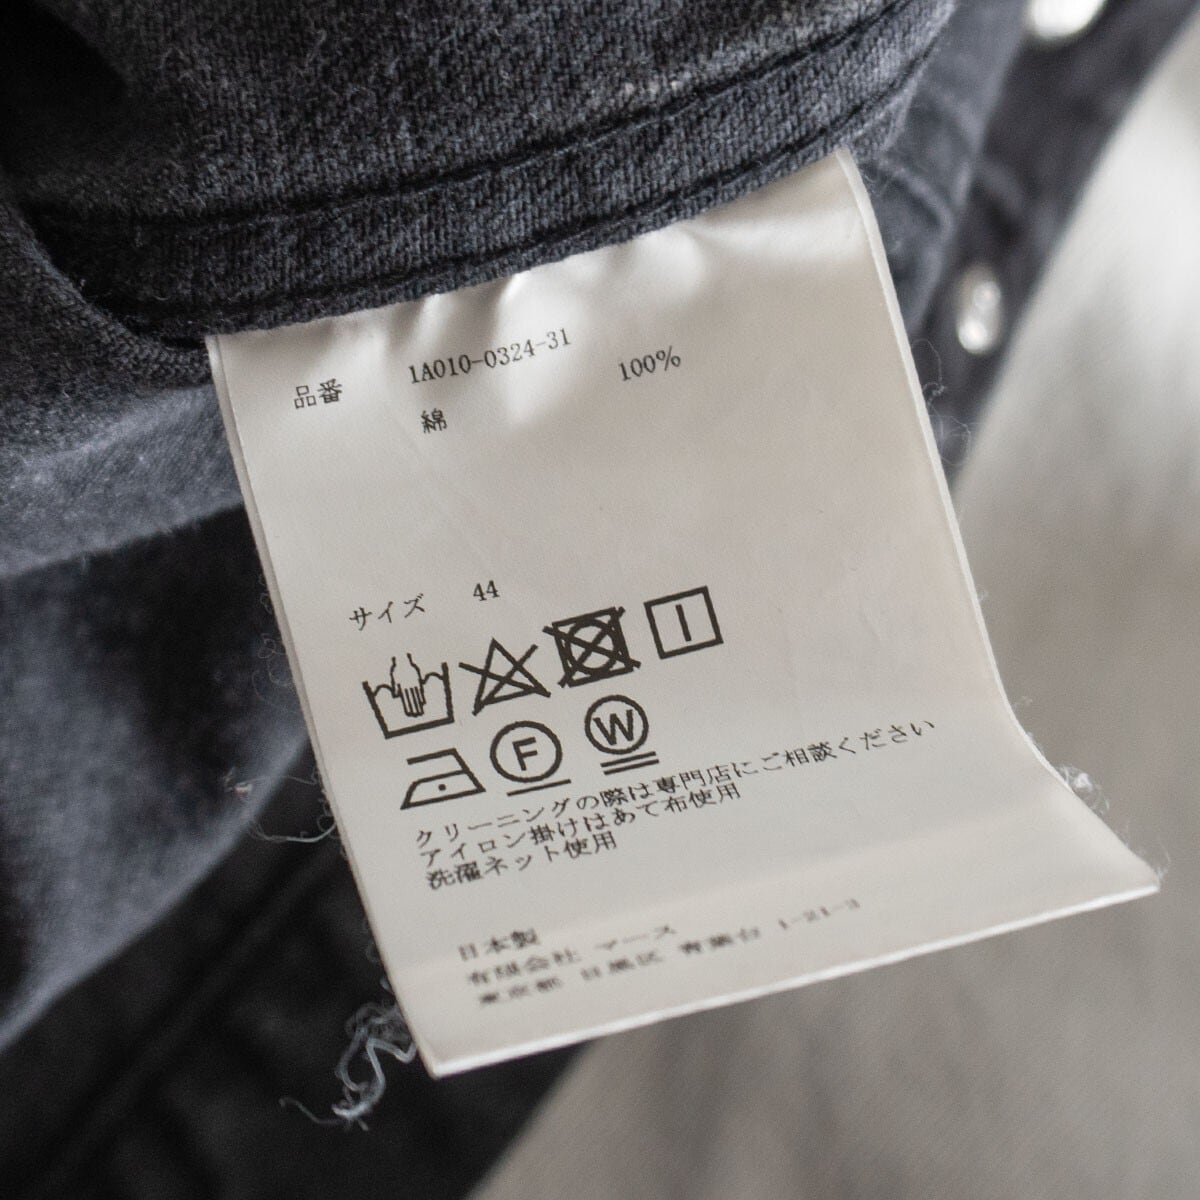 品番 1A010-0324-31
綿 100%
サイズ 44
F W
クリーニングの際は専門店にご相談ください
アイロン掛けはあて布使用
洗濯ネット使用
日本製
有限会社 マース
東京都 目黒区 青葉台 1-21-3